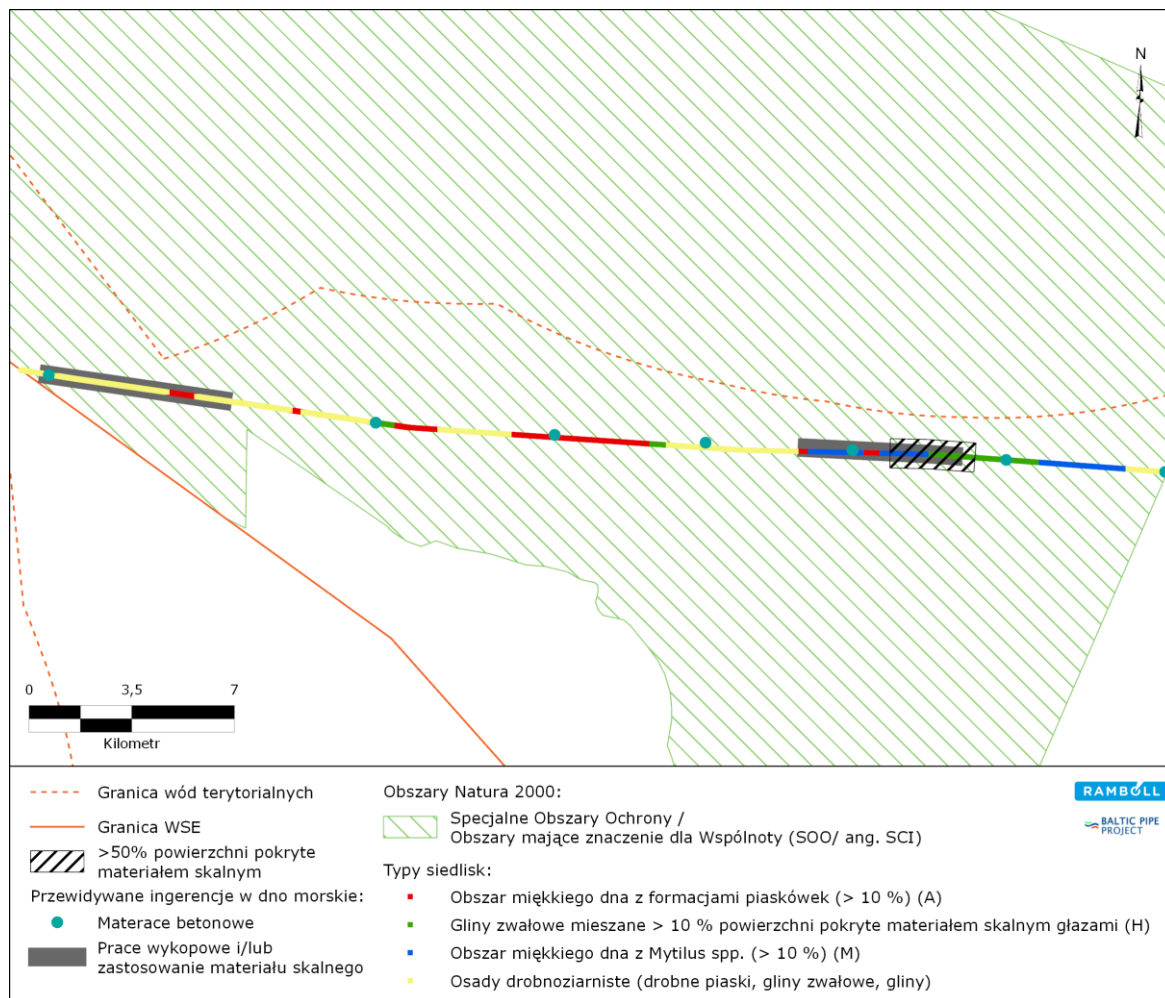 N
0 3,5 7
Kilometr
Granica wód terytorialnych
Granica WSE
>50% powierzchni pokryte
materiałem skalnym
Przewidywane ingerencje w dno morskie:
Materace betonowe
Prace wykopowe i/lub
zastosowanie materiału skalnego
Obszary Natura 2000:
Specjalne Obszary Ochrony /
Obszary mające znaczenie dla Wspólnoty (SOO/ ang. SCI)
Typy siedlisk:
Obszar miękkiego dna z formacjami piaskówek (> 10 %) (A)
Gliny zwałowe mieszane > 10 % powierzchni pokryte materiałem skalnym głazami (H)
Obszar miękkiego dna z Mytilus spp. (> 10 %) (M)
Osady drobnoziarniste (drobne piaski, gliny zwałowe, gliny)
RAMBOLL
BALTIC PIPE
PROJECT